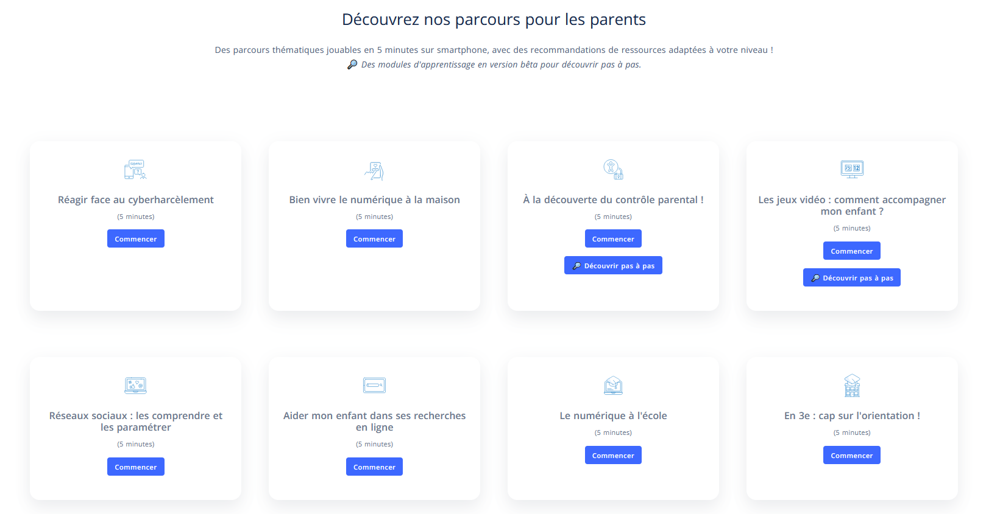 Découvrez nos parcours pour les parents
Des parcours thématiques jouables en 5 minutes sur smartphone, avec des recommandations de ressources adaptées à votre niveau !
🔎 Des modules d'apprentissage en version bêta pour découvrir pas à pas.
Réagir face au cyberharcèlement
(5 minutes)
Commencer
Bien vivre le numérique à la maison
(5 minutes)
Commencer
À la découverte du contrôle parental !
(5 minutes)
Commencer
🔎 Découvrir pas à pas
12
Les jeux vidéo : comment accompagner
mon enfant ?
(5 minutes)
Commencer
🔎 Découvrir pas à pas
Réseaux sociaux : les comprendre et
les paramétrer
(5 minutes)
Commencer
Aider mon enfant dans ses recherches
en ligne
(5 minutes)
Commencer
Le numérique à l'école
(5 minutes)
Commencer
En 3e : cap sur l'orientation !
(5 minutes)
Commencer